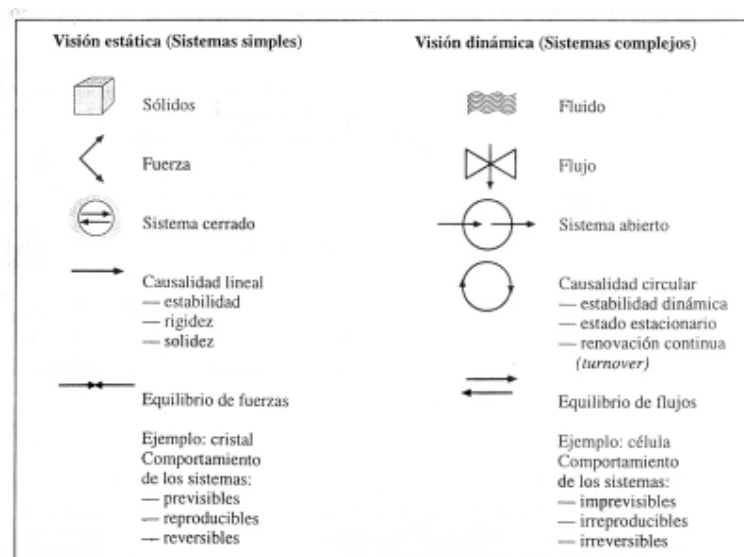 Visión estática (Sistemas simples)
Sólidos
Fuerza
Sistema cerrado
Causalidad lineal
— estabilidad
— rigidez
— solidez
Equilibrio de fuerzas
Ejemplo: cristal
Comportamiento
de los sistemas:
— previsibles
— reproducibles
— reversibles
Visión dinámica (Sistemas complejos)
Fluido
Flujo
Sistema abierto
Causalidad circular
— estabilidad dinámica
— estado estacionario
— renovación continua
(turnover)
Equilibrio de flujos
Ejemplo: célula
Comportamiento
de los sistemas:
— imprevisibles
— irreproducibles
— irreversibles